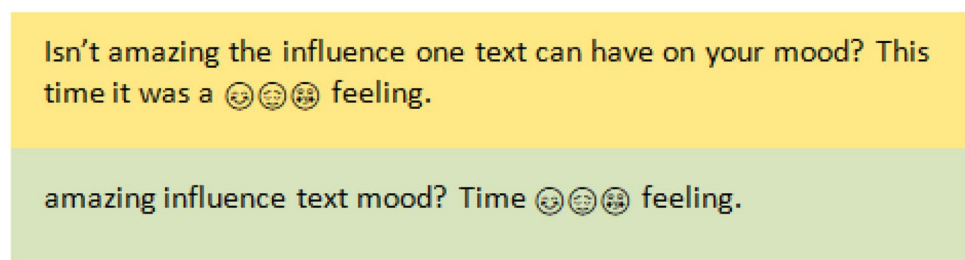 Isn't amazing the influence one text can have on your mood? This
time it was a 😏😌😁 feeling.
amazing influence text mood? Time 😏😌😁 feeling.